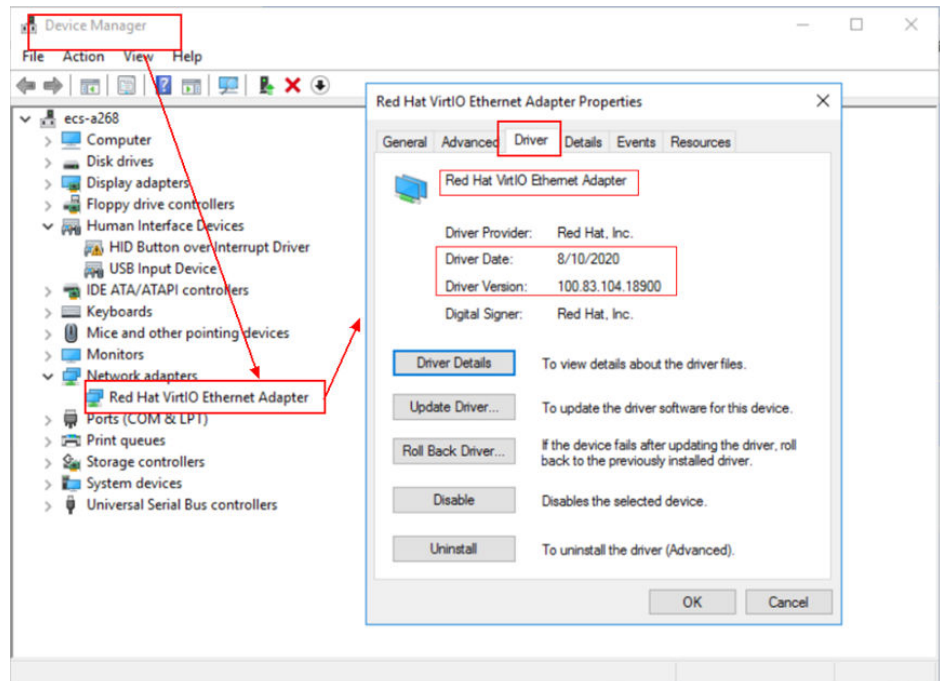 Device Manager
File Action View Help
ecs-a268
Computer
Disk drives
Display adapters
Floppy drive controllers
Human Interface Devices
HID Button over Interrupt Driver
USB Input Device
IDE ATA/ATAPI controllers
Keyboards
Mice and other pointing devices
Monitors
Network adapters
Red Hat VirtIO Ethernet Adapter
Ports (COM & LPT)
Print queues
Storage controllers
System devices
Universal Serial Bus controllers
Red Hat VirtIO Ethernet Adapter Properties
General Advanced Driver Details Events Resources
Red Hat VirtIO Ethernet Adapter
Driver Provider: Red Hat, Inc.
Driver Date: 8/10/2020
Driver Version: 100.83.104.18900
Digital Signer: Red Hat, Inc.
Driver Details To view details about the driver files.
Update Driver... To update the driver software for this device.
Roll Back Driver... If the device fails after updating the driver, roll
back to the previously installed driver.
Disable Disables the selected device.
Uninstall To uninstall the driver (Advanced).
OK Cancel